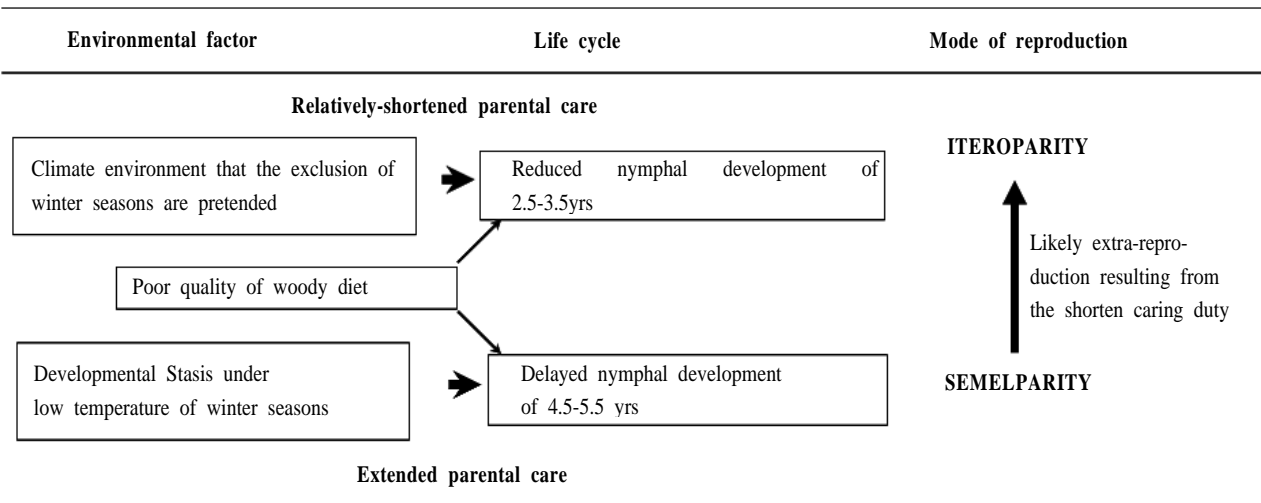 Environmental factor Life cycle Mode of reproduction
Relatively-shortened parental care
Climate environment that the exclusion of
winter seasons are pretended
Reduced nymphal development of
2.5-3.5yrs
ITEROPARITY
Likely extra-repro-
duction resulting from
the shorten caring duty
Poor quality of woody diet
Developmental Stasis under
low temperature of winter seasons
Delayed nymphal development
of 4.5-5.5 yrs
SEMELPARITY
Extended parental care